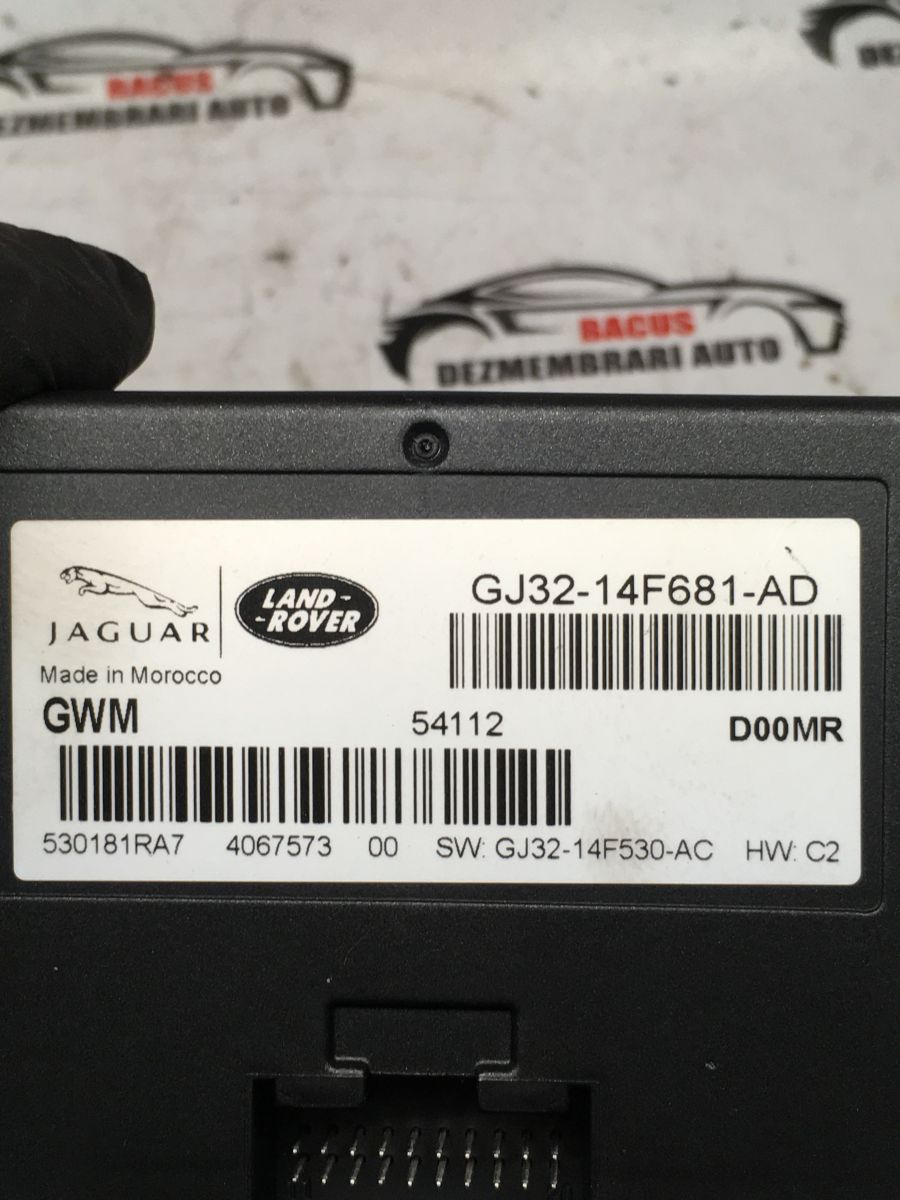 BACUS
DEZMEMBRARI AUTO
BACUS
DEZMEMBRARI AUTO
JAGUAR
LAND-
-ROVER
GJ32-14F681-AD
Made in Morocco
GWM 54112 D00MR
530181RA7 4067573 00 SW: GJ32-14F530-AC HW: C2